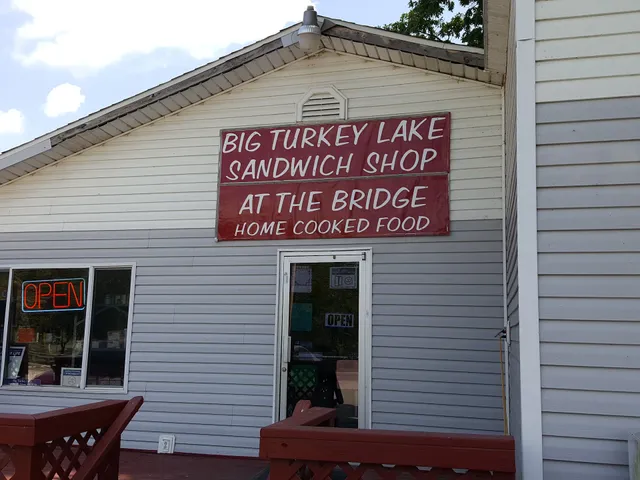 BIG TURKEY LAKE
SANDWICH SHOP
AT THE BRIDGE
HOME COOKED FOOD
OPEN
OPEN